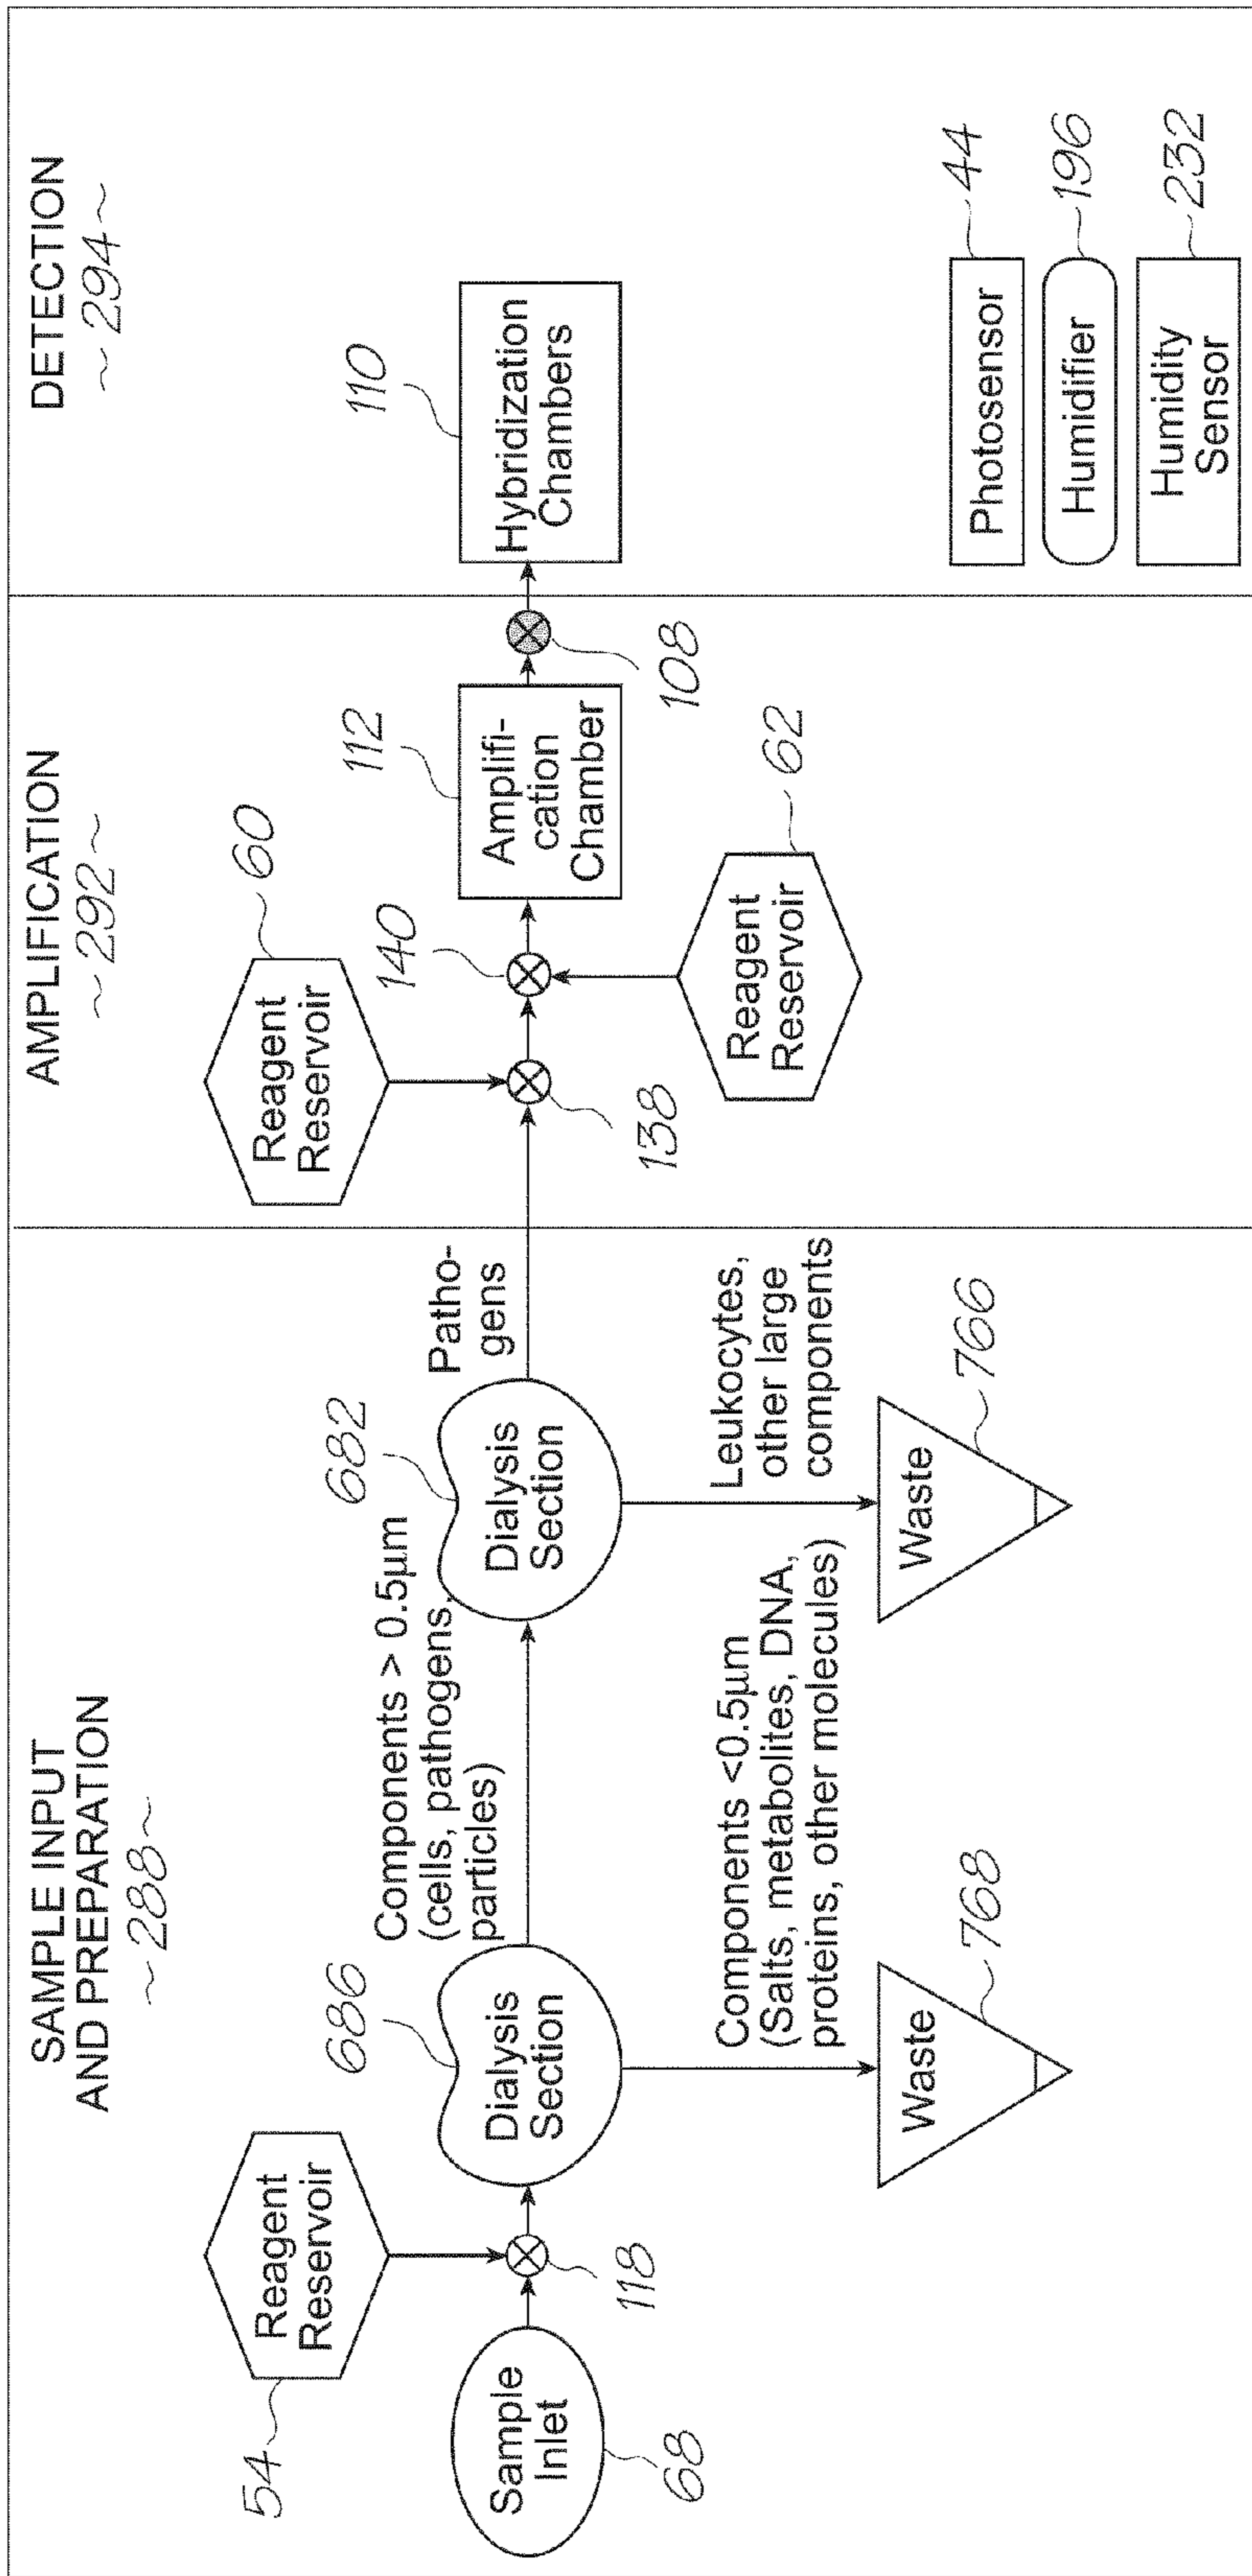 SAMPLE INPUT
AND PREPARATION
~288~
54
Reagent
Reservoir
Sample
Inlet
68
118
686
Dialysis
Section
Components > 0.5µm
(cells, pathogens,
particles)
Components <0.5µm
(Salts, metabolites, DNA,
proteins, other molecules)
Waste
768
682
Dialysis
Section
Patho-
gens
Leukocytes,
other large
components
Waste
766
AMPLIFICATION
~292~
Reagent
Reservoir
60
138
140
Reagent
Reservoir
62
112
Amplifi-
cation
Chamber
108
DETECTION
~294~
110
Hybridization
Chambers
Photosensor
44
Humidifier
196
Humidity
Sensor
232